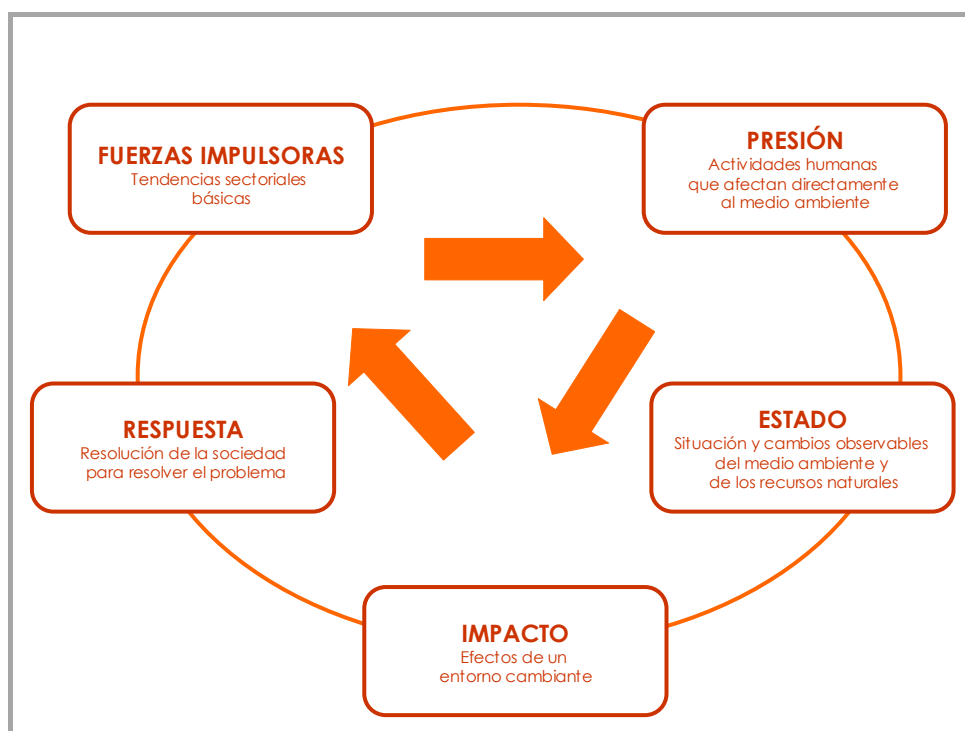 FUERZAS IMPULSORAS
Tendencias sectoriales
básicas
PRESIÓN
Actividades humanas
que afectan directamente
al medio ambiente
ESTADO
Situación y cambios observables
del medio ambiente y
de los recursos naturales
IMPACTO
Efectos de un
entorno cambiante
RESPUESTA
Resolución de la sociedad
para resolver el problema